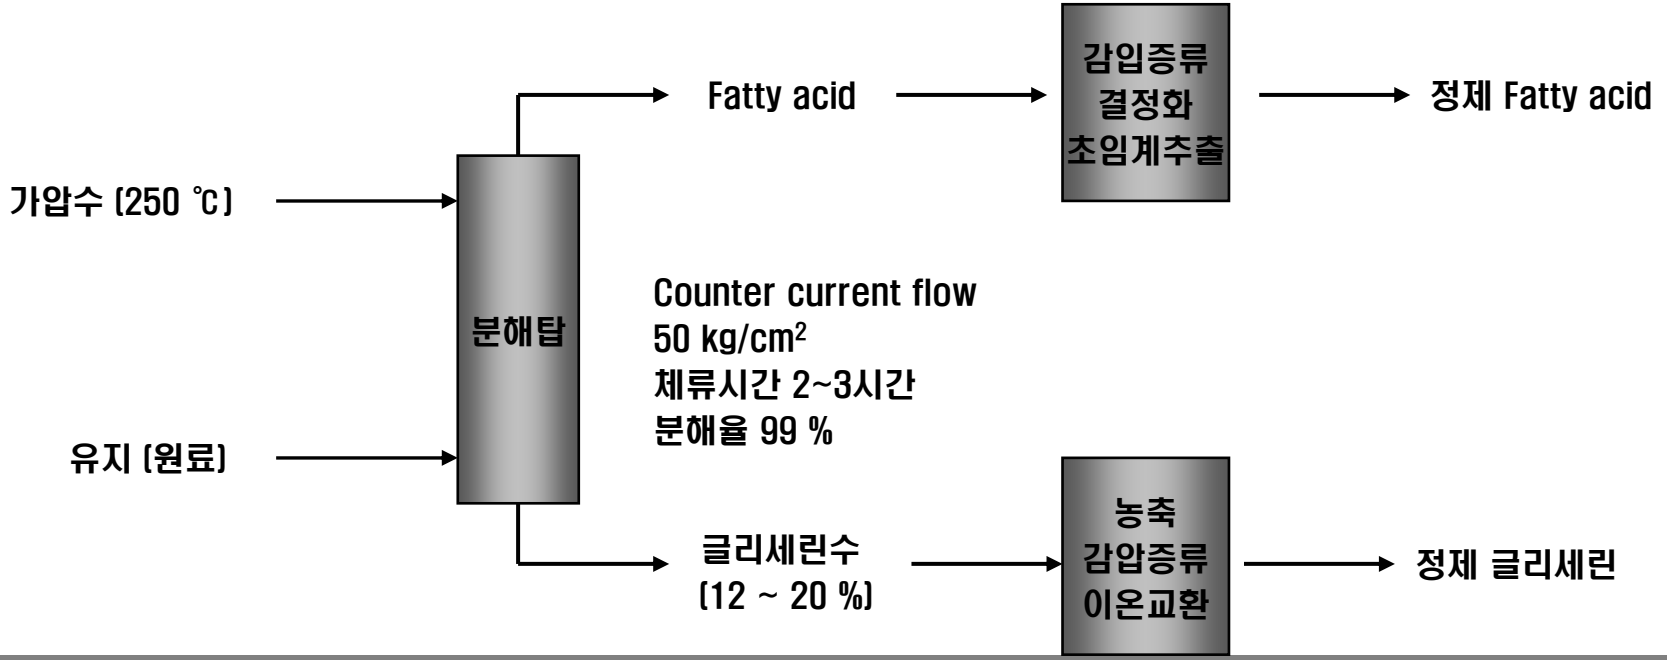 감입증류
결정화
초임계추출
Fatty acid
정제 Fatty acid
가압수 (250 ℃)
분해탑
Counter current flow
50 kg/cm²
체류시간 2~3시간
분해율 99 %
유지 (원료)
글리세린수
(12 ~ 20 %)
농축
감압증류
이온교환
정제 글리세린